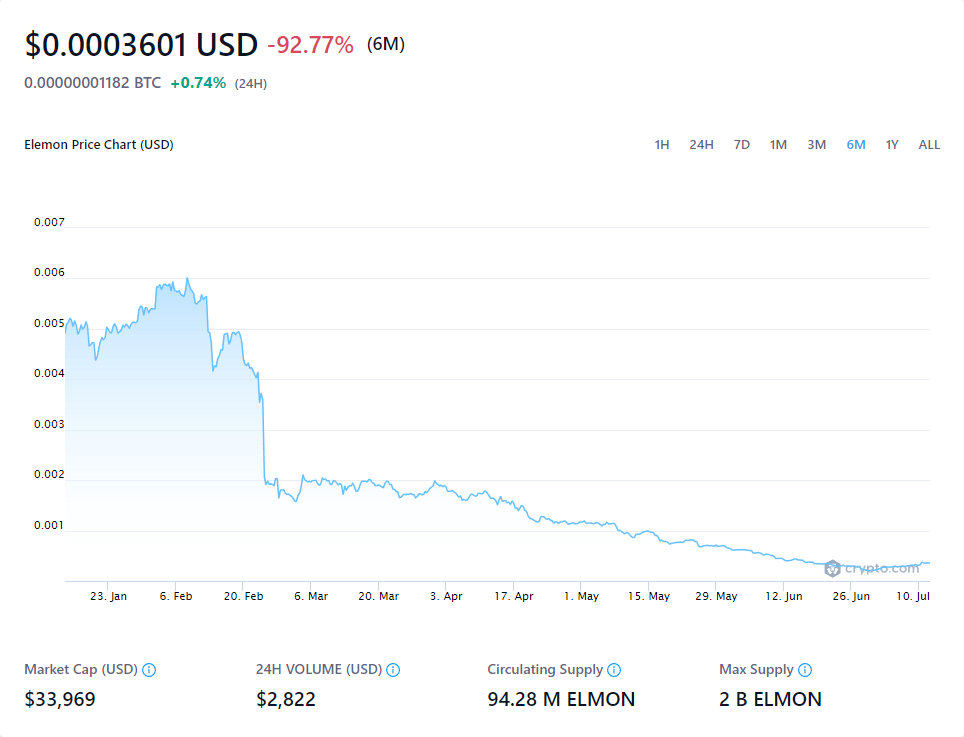 $0.0003601 USD -92.77% (6M)
0.00000001182 BTC +0.74% (24H)
Elemon Price Chart (USD) 1H 24H 7D 1M 3M 6M 1Y ALL
0.007
0.006
0.005
0.004
0.003
0.002
0.001
crypto.com
23. Jan 6. Feb 20. Feb 6. Mar 20. Mar 3. Apr 17. Apr 1. May 15. May 29. May 12. Jun 26. Jun 10. Jul
Market Cap (USD) 24H VOLUME (USD) Circulating Supply Max Supply
$33,969 $2,822 94.28 M ELMON 2 B ELMON